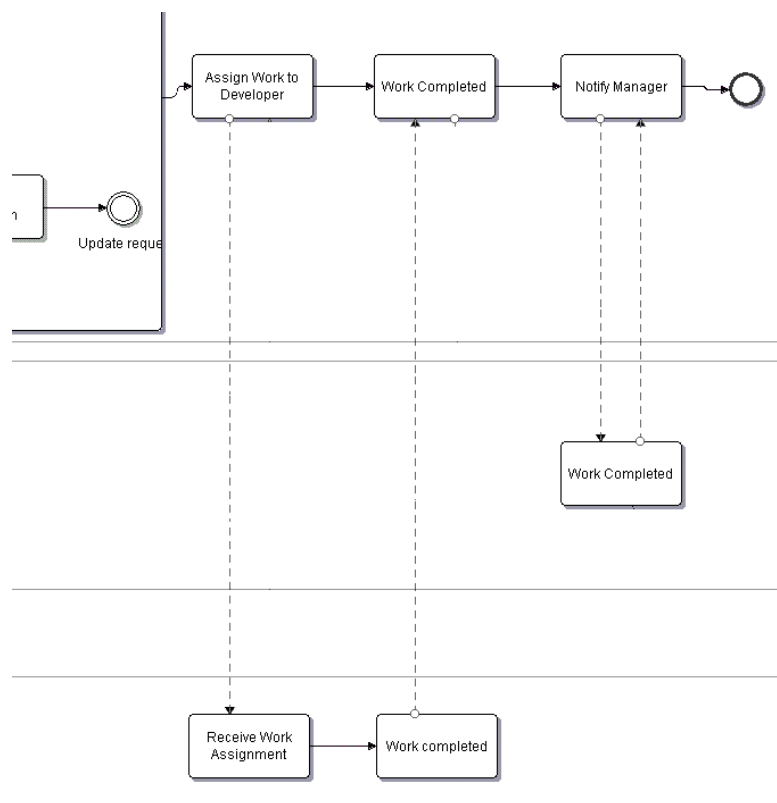 Assign Work to
Developer
Work Completed
Notify Manager
n
Update reque
Work Completed
Receive Work
Assignment
Work completed